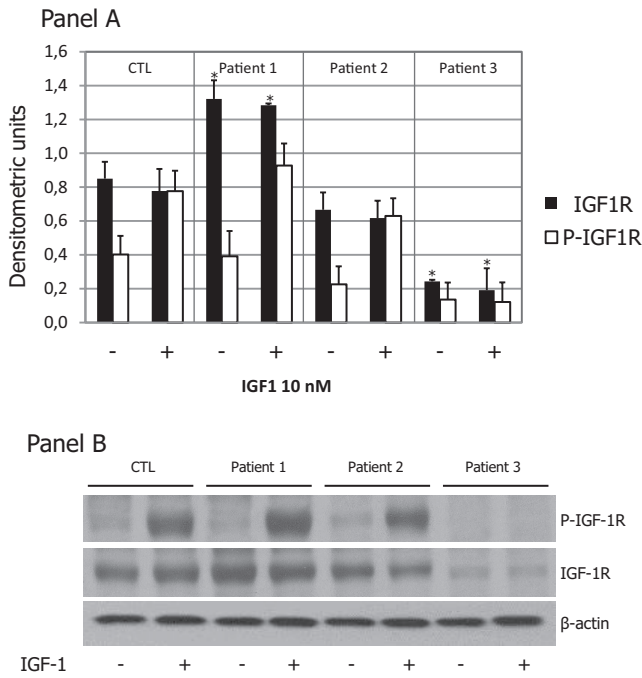 Panel A
Densitometric units
1,6
1,4
1,2
1,0
0,8
0,6
0,4
0,2
0,0
CTL Patient 1 Patient 2 Patient 3
* * * *
IGF1R
P-IGF1R
- + - + - + - +
IGF1 10 nM
Panel B
CTL Patient 1 Patient 2 Patient 3
P-IGF-1R
IGF-1R
β-actin
IGF-1 - + - + - + - +